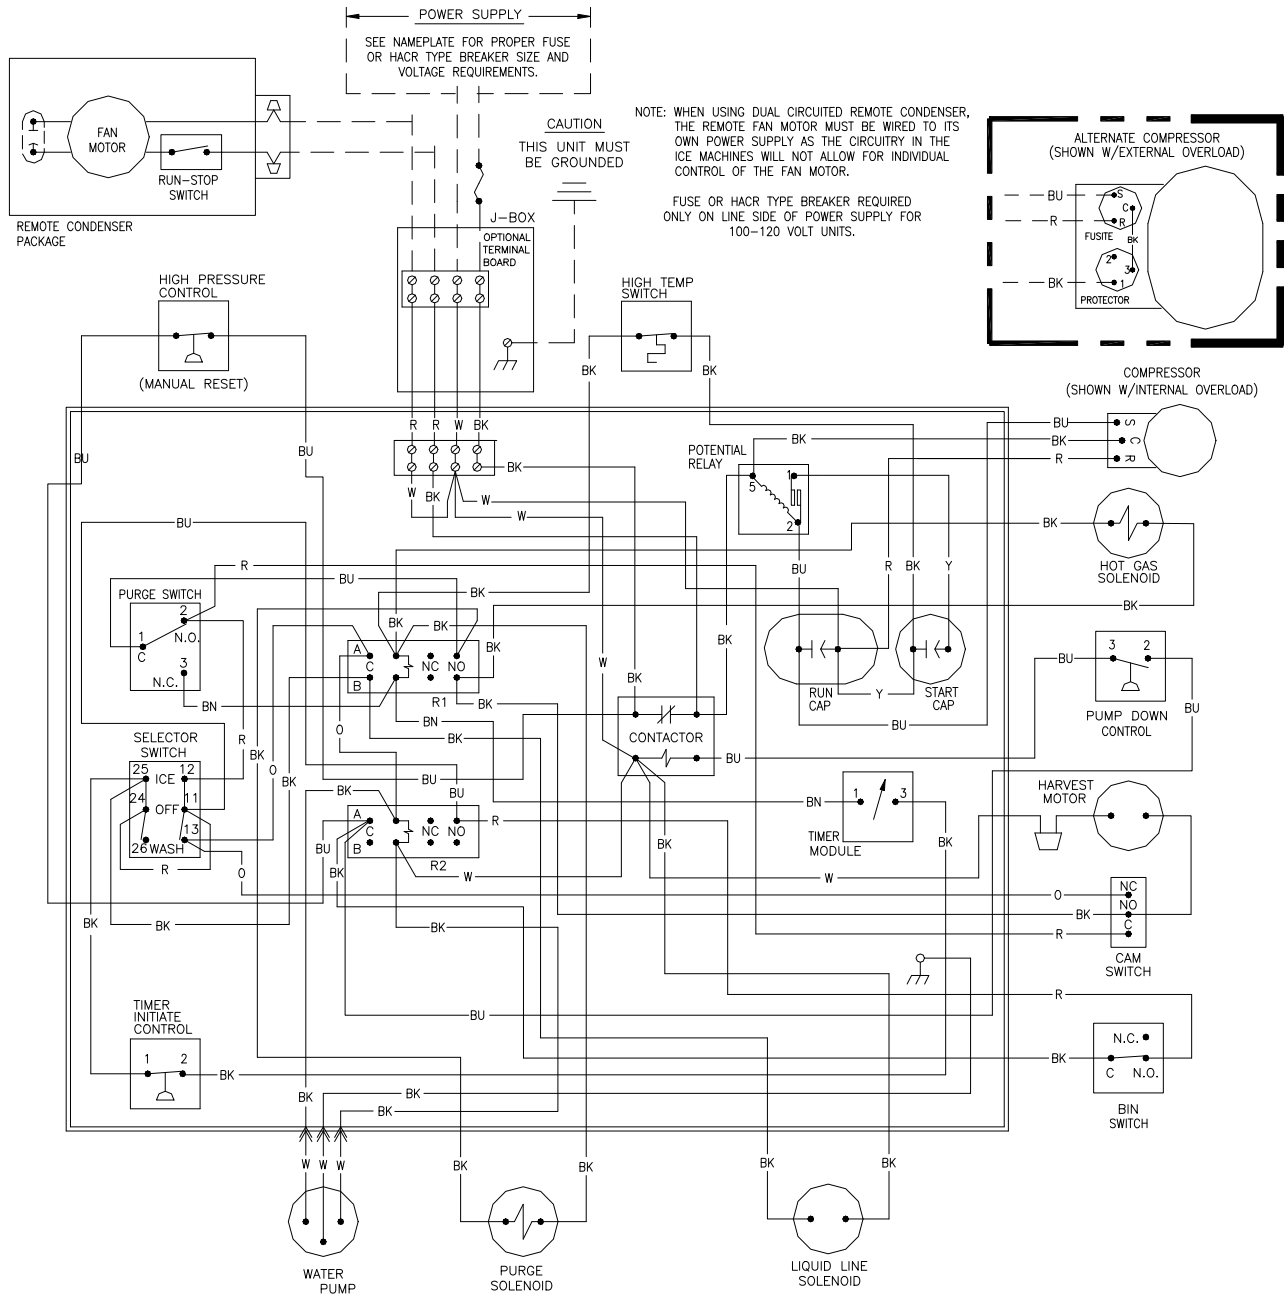 POWER SUPPLY
SEE NAMEPLATE FOR PROPER FUSE
OR HACR TYPE BREAKER SIZE AND
VOLTAGE REQUIREMENTS.
FAN
MOTOR
RUN-STOP
SWITCH
REMOTE CONDENSER
PACKAGE
CAUTION
THIS UNIT MUST
BE GROUNDED
NOTE: WHEN USING DUAL CIRCUITED REMOTE CONDENSER,
THE REMOTE FAN MOTOR MUST BE WIRED TO ITS
OWN POWER SUPPLY AS THE CIRCUITRY IN THE
ICE MACHINES WILL NOT ALLOW FOR INDIVIDUAL
CONTROL OF THE FAN MOTOR.
FUSE OR HACR TYPE BREAKER REQUIRED
ONLY ON LINE SIDE OF POWER SUPPLY FOR
100-120 VOLT UNITS.
ALTERNATE COMPRESSOR
(SHOWN W/EXTERNAL OVERLOAD)
BU
S
C
R
R
FUSITE
BK
2
3
BK
1
PROTECTOR
J-BOX
OPTIONAL
TERMINAL
BOARD
HIGH PRESSURE
CONTROL
(MANUAL RESET)
HIGH TEMP
SWITCH
BK
BK
COMPRESSOR
(SHOWN W/INTERNAL OVERLOAD)
BU
S
BK
C
R
R
R
R
W
BK
BK
BU
BU
W
BK
W
W
POTENTIAL
RELAY
BK
5
1
2
BU
BK
HOT GAS
SOLENOID
R
BU
BK
BK
BU
R
BK
Y
PURGE SWITCH
2
1
N.O.
C
3
N.C.
BN
BK
BK
BK
A
C
NC
NO
B
R1
BK
BN
BK
W
BK
BK
RUN
CAP
Y
START
CAP
BU
BU
3
2
PUMP DOWN
CONTROL
BU
CONTACTOR
BU
SELECTOR
SWITCH
25
ICE
12
24
OFF
11
26
WASH
13
R
R
BK
O
BK
O
O
BU
BK
BU
A
C
NC
NO
B
R2
R
BU
BK
W
BK
BK
BK
BK
BN
1
3
TIMER
MODULE
BK
HARVEST
MOTOR
W
O
NC
BK
NO
C
R
CAM
SWITCH
R
BU
TIMER
INITIATE
CONTROL
1
2
BK
BK
N.C.
C
N.O.
BIN
SWITCH
BK
BK
BK
W
W
W
BK
BK
BK
BK
WATER
PUMP
PURGE
SOLENOID
LIQUID LINE
SOLENOID